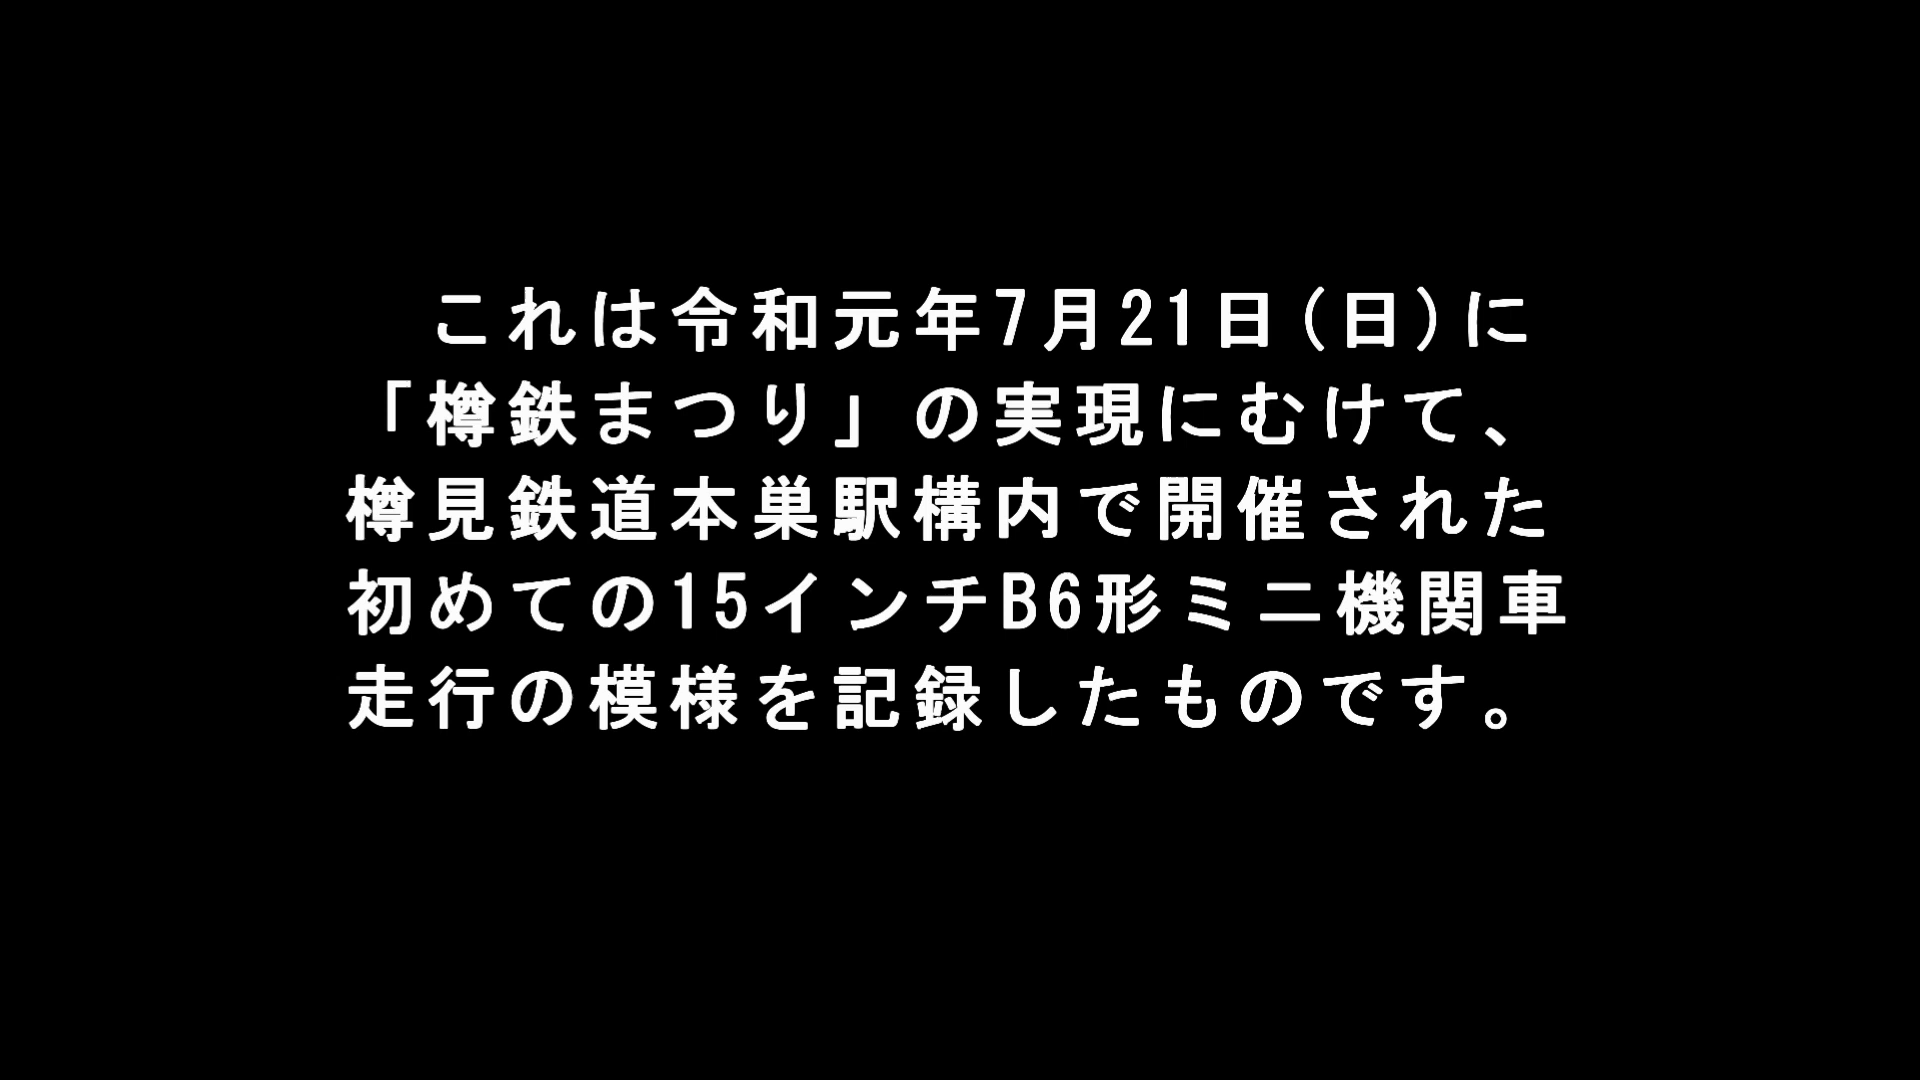 これは令和元年7月21日(日)に
「樽鉄まつり」の実現にむけて、
樽見鉄道本巣駅構内で開催された
初めての15インチB6形ミニ機関車
走行の模様を記録したものです。